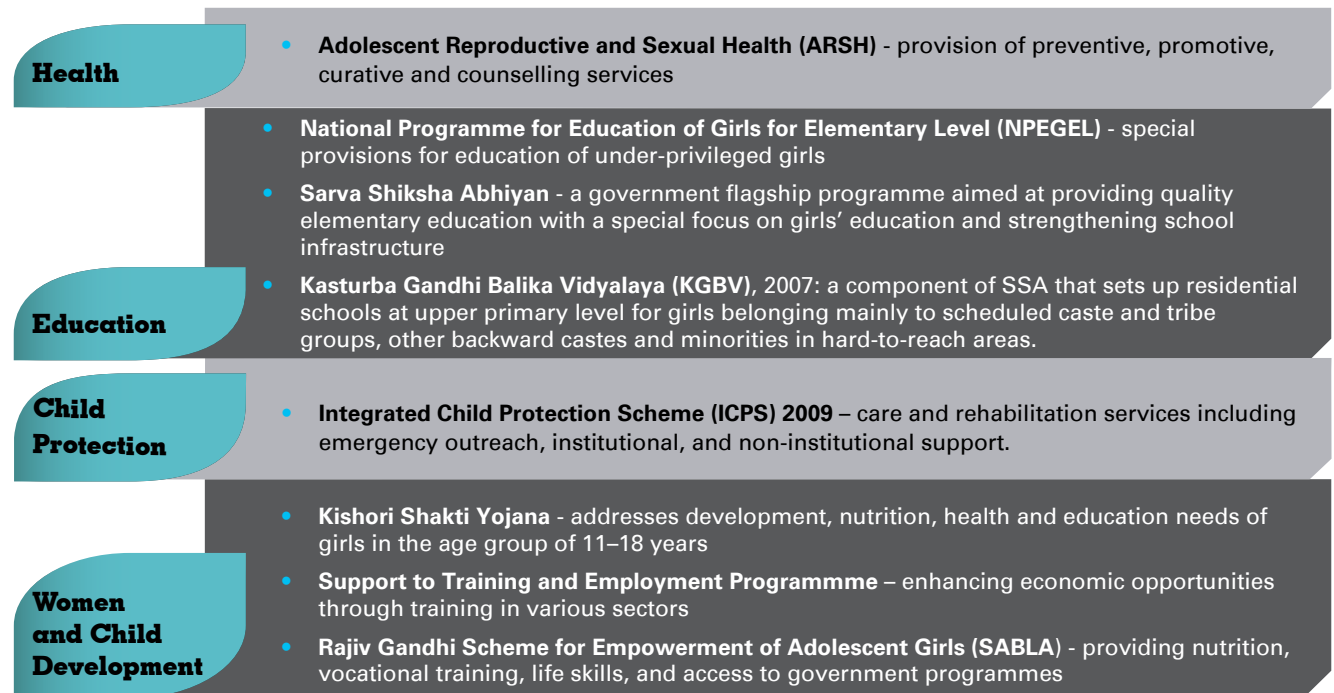 Health
• Adolescent Reproductive and Sexual Health (ARSH) - provision of preventive, promotive,
curative and counselling services
Education
• National Programme for Education of Girls for Elementary Level (NPEGEL) - special
provisions for education of under-privileged girls
• Sarva Shiksha Abhiyan - a government flagship programme aimed at providing quality
elementary education with a special focus on girls’ education and strengthening school
infrastructure
• Kasturba Gandhi Balika Vidyalaya (KGBV), 2007: a component of SSA that sets up residential
schools at upper primary level for girls belonging mainly to scheduled caste and tribe
groups, other backward castes and minorities in hard-to-reach areas.
Child
Protection
• Integrated Child Protection Scheme (ICPS) 2009 – care and rehabilitation services including
emergency outreach, institutional, and non-institutional support.
Women
and Child
Development
• Kishori Shakti Yojana - addresses development, nutrition, health and education needs of
girls in the age group of 11–18 years
• Support to Training and Employment Programmme – enhancing economic opportunities
through training in various sectors
• Rajiv Gandhi Scheme for Empowerment of Adolescent Girls (SABLA) - providing nutrition,
vocational training, life skills, and access to government programmes